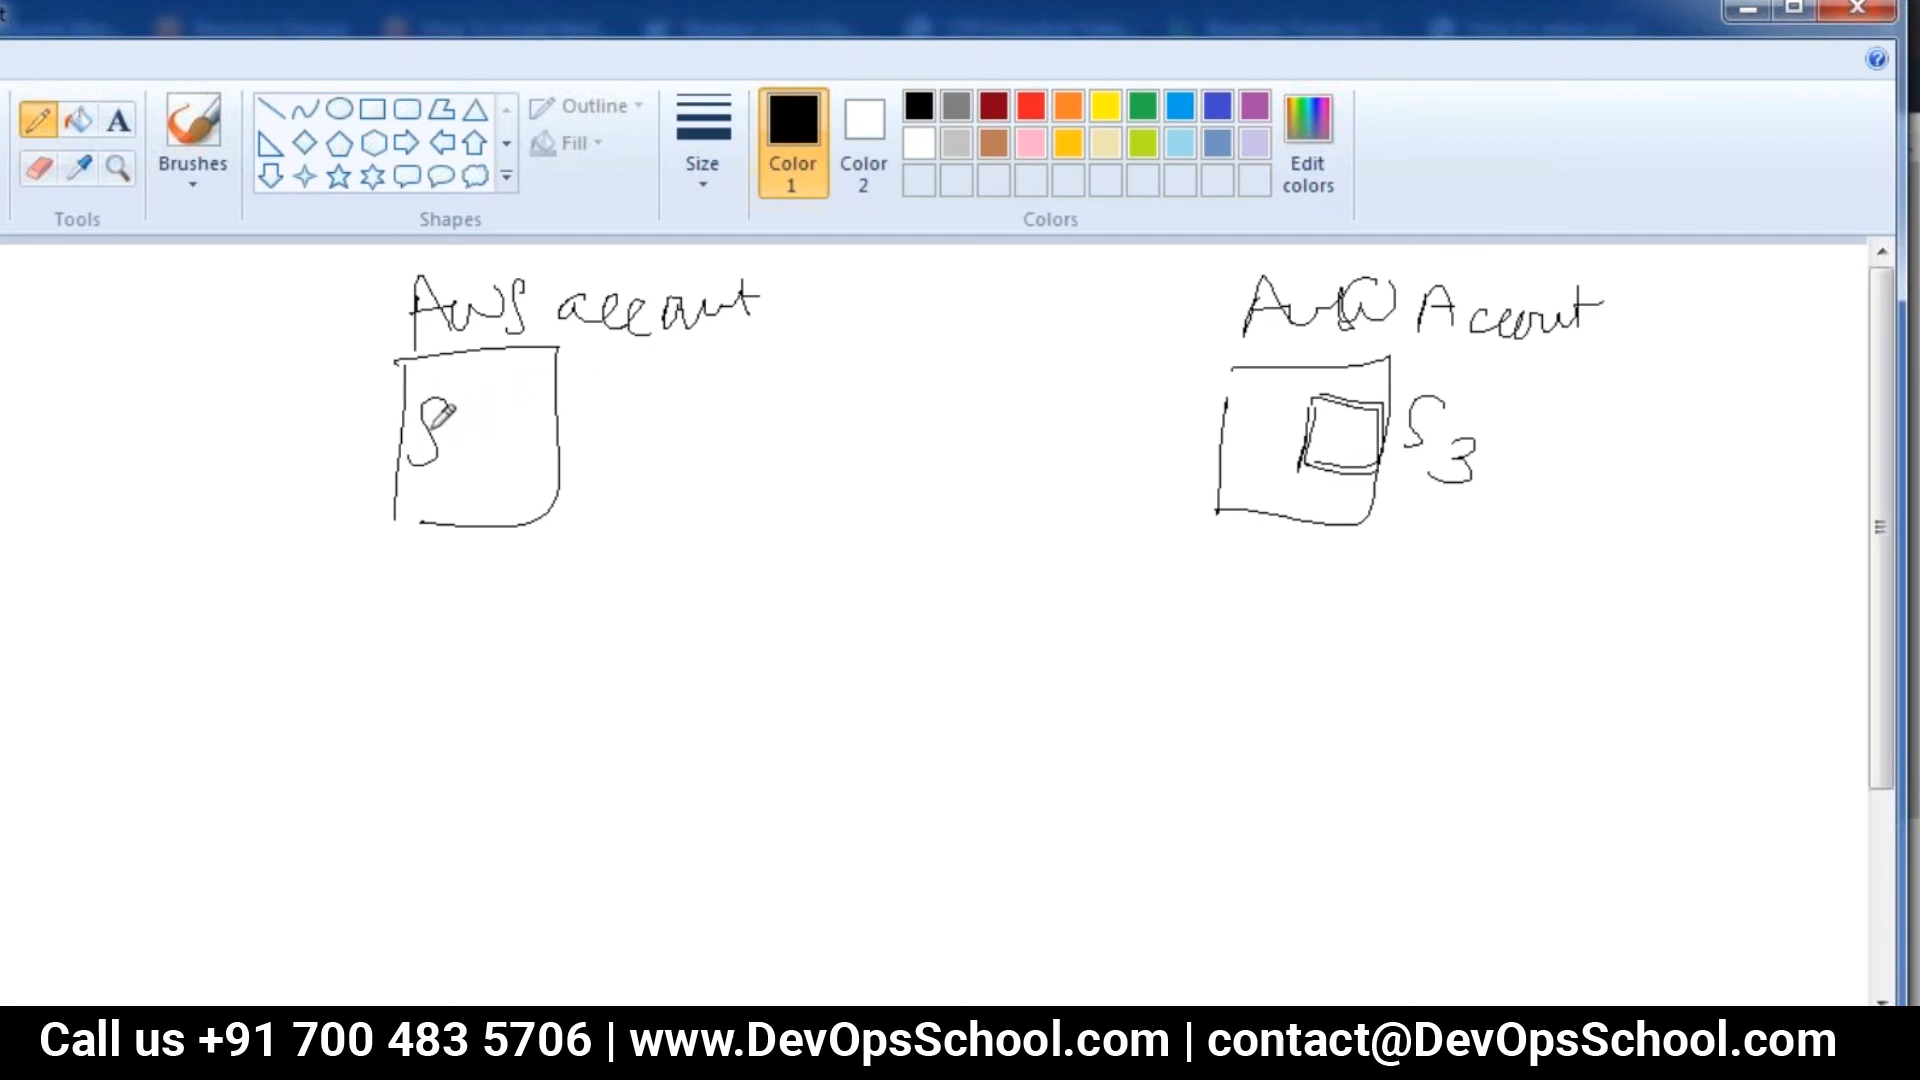 t
Brushes
Outline
Fill
Size
Color
1
Color
2
Edit
colors
Tools
Shapes
Colors
AWS account
Account
S
S3
Call us +91 700 483 5706 | www.DevOpsSchool.com | contact@DevOpsSchool.com